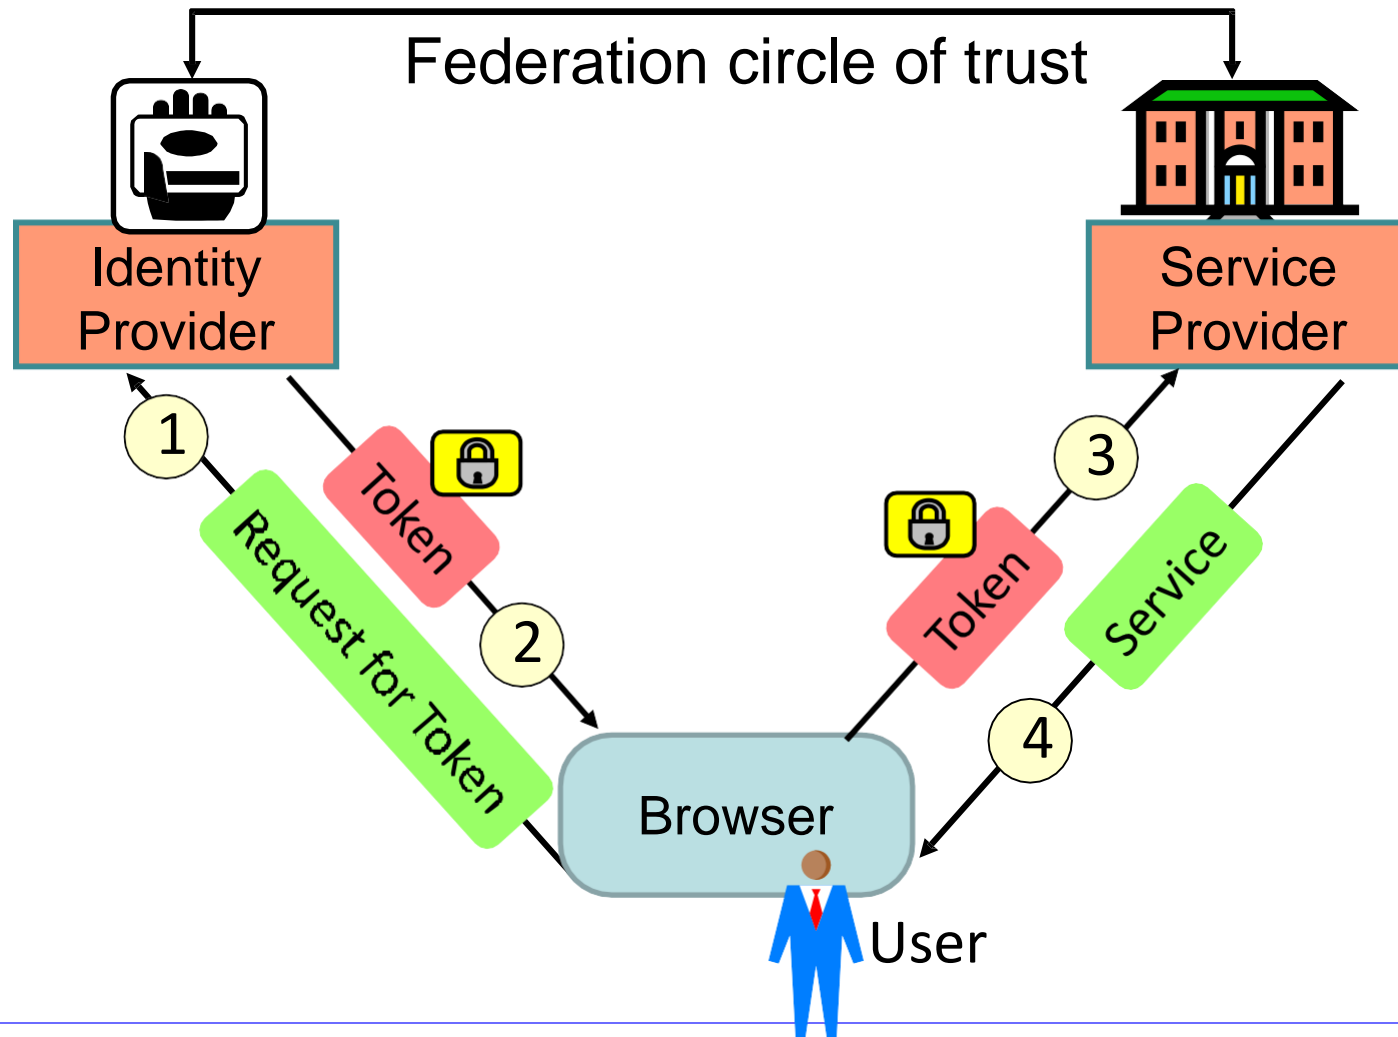 Federation circle of trust
Identity
Provider
Service
Provider
1
Token
Request for Token
2
3
Token
Service
4
Browser
User